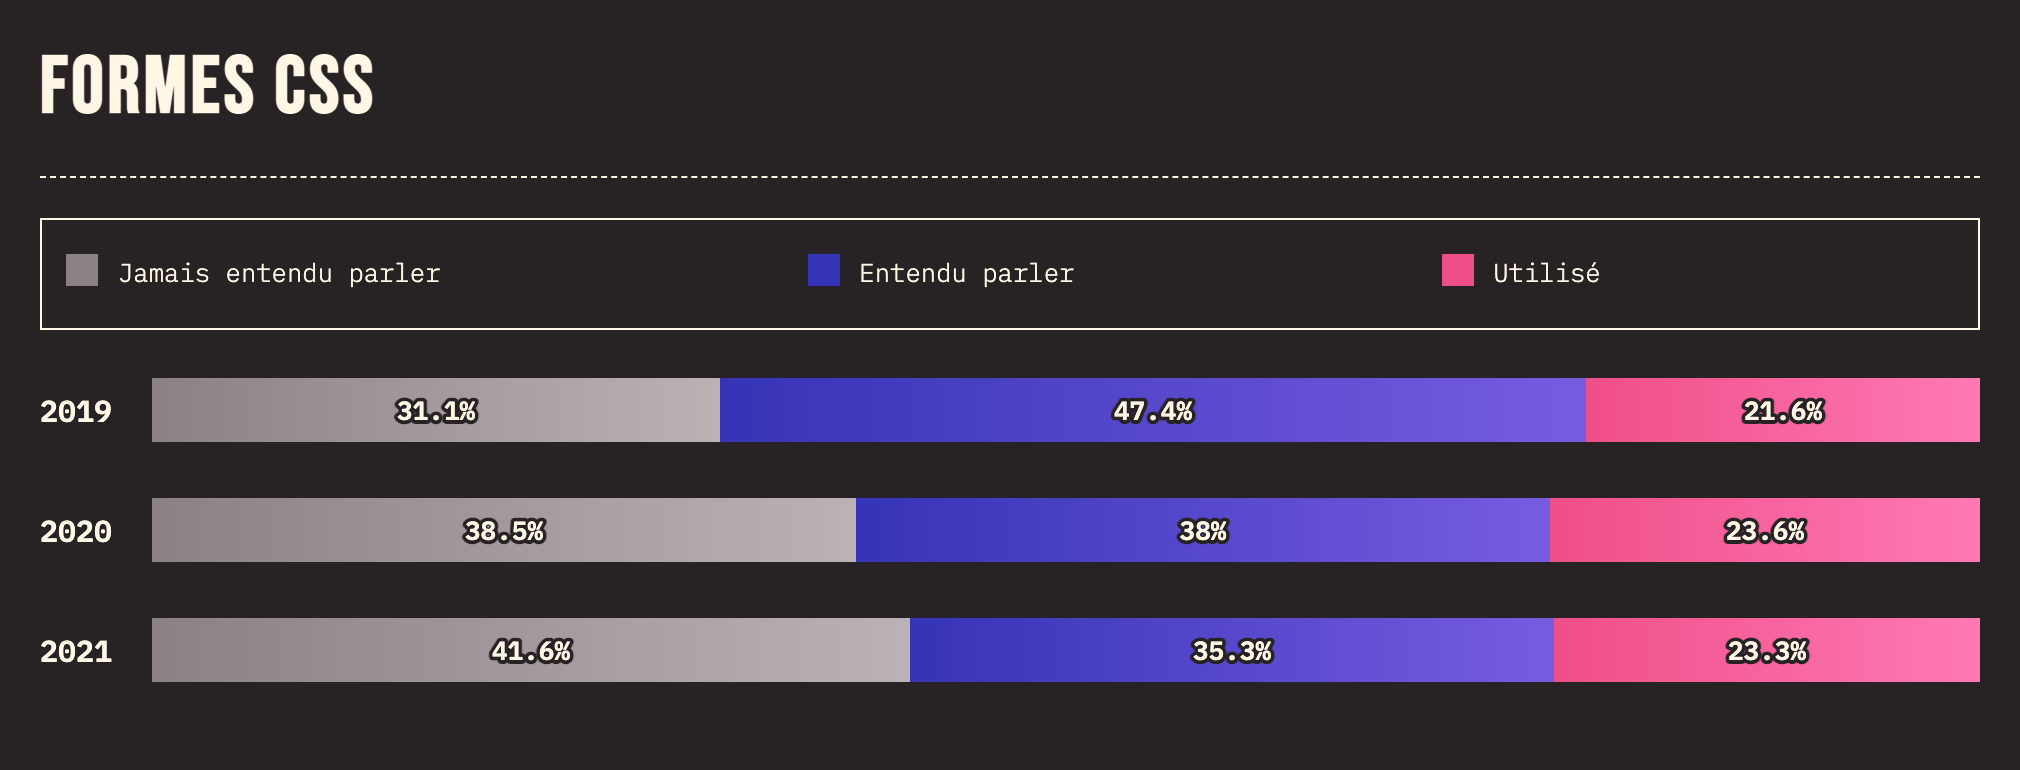 FORMES CSS
Jamais entendu parler Entendu parler Utilisé
2019 31.1% 47.4% 21.6%
2020 38.5% 38% 23.6%
2021 41.6% 35.3% 23.3%